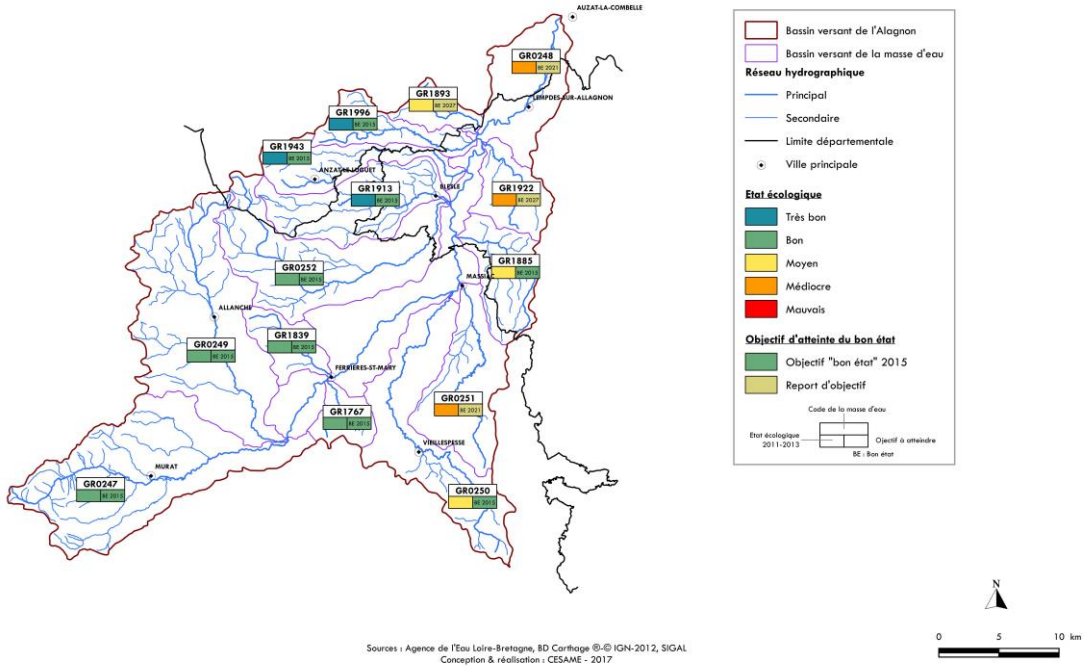 AUZAT-LA-COMBELLE
GR0248
BE 2021
LEMPDES-SUR-ALLAGNON
GR1893
BE 2027
GR1996
BE 2015
GR1943
BE 2015
ANZAT-LE-LUGUET
GR1913
BE 2015
BLESLE
GR1922
BE 2027
GR1885
BE 2015
MASSIAC
GR0252
BE 2015
ALLANCHE
GR1839
BE 2015
GR0249
BE 2015
FERRIERES-ST-MARY
GR0251
BE 2021
GR1767
BE 2015
VIEILLESPESSE
MURAT
GR0247
BE 2015
GR0250
BE 2015
Bassin versant de l'Alagnon
Bassin versant de la masse d'eau
Réseau hydrographique
Principal
Secondaire
Limite départementale
Ville principale
Etat écologique
Très bon
Bon
Moyen
Médiocre
Mauvais
Objectif d'atteinte du bon état
Objectif "bon état" 2015
Report d'objectif
Code de la masse d'eau
Etat écologique
2011-2013
Ojectif à atteindre
BE : Bon état
N
0 5 10 km
Sources : Agence de l'Eau Loire-Bretagne, BD Carthage ®-© IGN-2012, SIGAL
Conception & réalisation : CESAME - 2017